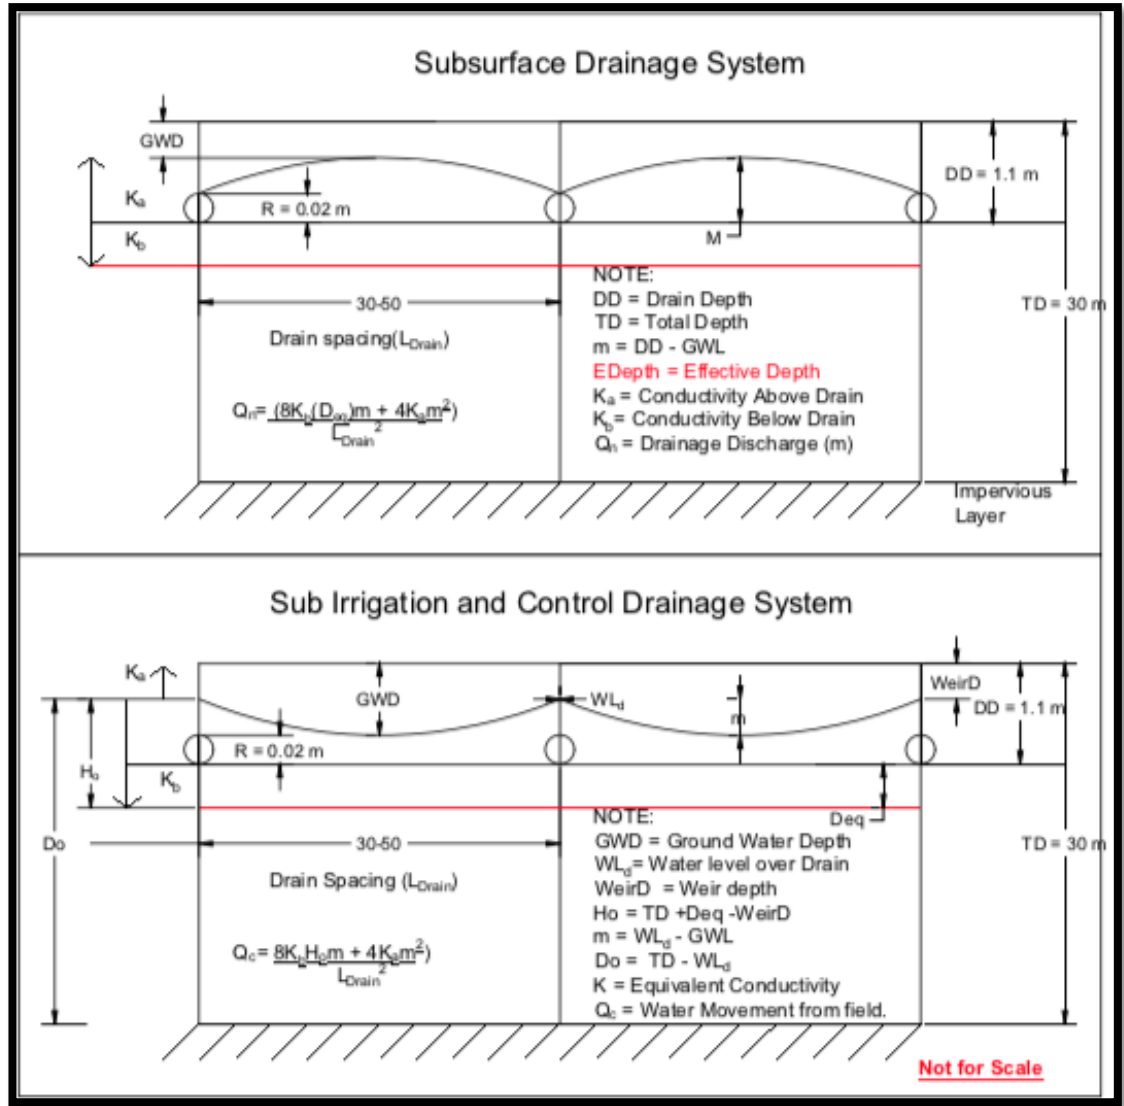 Subsurface Drainage System
GWD
Ka
R = 0.02 m
DD = 1.1 m
Kb
M
NOTE:
30-50
DD = Drain Depth
TD = 30 m
TD = Total Depth
Drain spacing(LDrain)
m = DD - GWL
EDepth = Effective Depth
Ka = Conductivity Above Drain
Qn= (8Kb(Deq)m + 4Kam2)
LDrain2
Kb= Conductivity Below Drain
Qn = Drainage Discharge (m)
Impervious
Layer
Sub Irrigation and Control Drainage System
Ka
GWD
WLd
WeirD
m
DD = 1.1 m
R = 0.02 m
Ho
Kb
NOTE:
Deq
Do
30-50
GWD = Ground Water Depth
TD = 30 m
WLd= Water level over Drain
Drain Spacing (LDrain)
WeirD = Weir depth
Ho = TD +Deq -WeirD
m = WLd - GWL
Qc= 8KbHom + 4Kam2)
LDrain2
Do = TD - WLd
K = Equivalent Conductivity
Qc = Water Movement from field.
Not for Scale